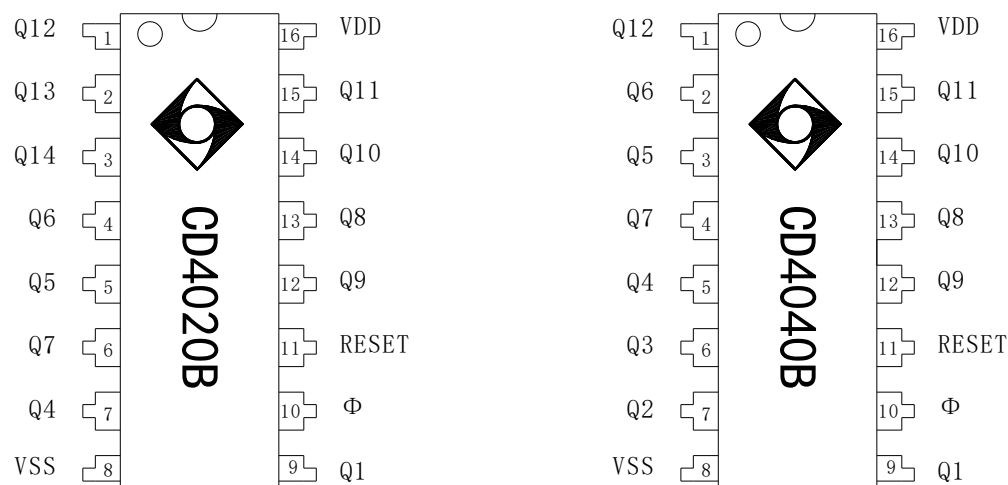 Q12 1 16 VDD
Q13 2 15 Q11
Q14 3 14 Q10
Q6 4 13 Q8
Q5 5 12 Q9
Q7 6 11 RESET
Q4 7 10 Φ
VSS 8 9 Q1
CD4020B
Q12 1 16 VDD
Q6 2 15 Q11
Q5 3 14 Q10
Q7 4 13 Q8
Q4 5 12 Q9
Q3 6 11 RESET
Q2 7 10 Φ
VSS 8 9 Q1
CD4040B